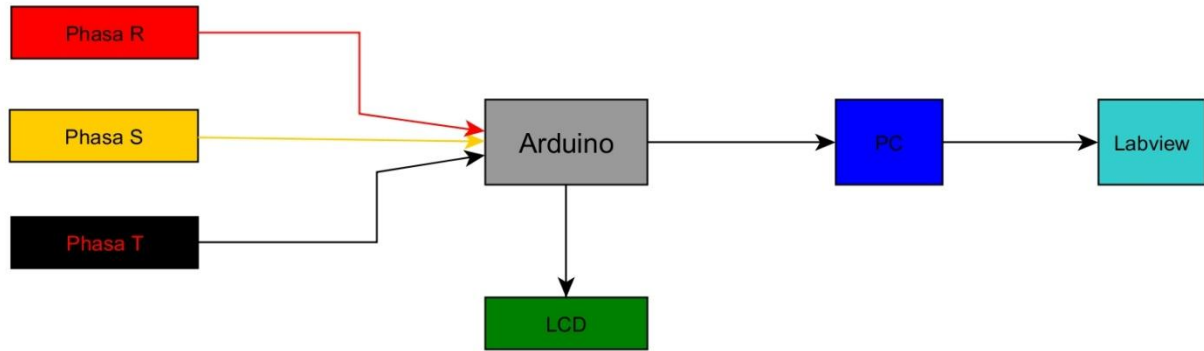 Phasa R
Phasa S
Phasa T
Arduino
PC
Labview
LCD